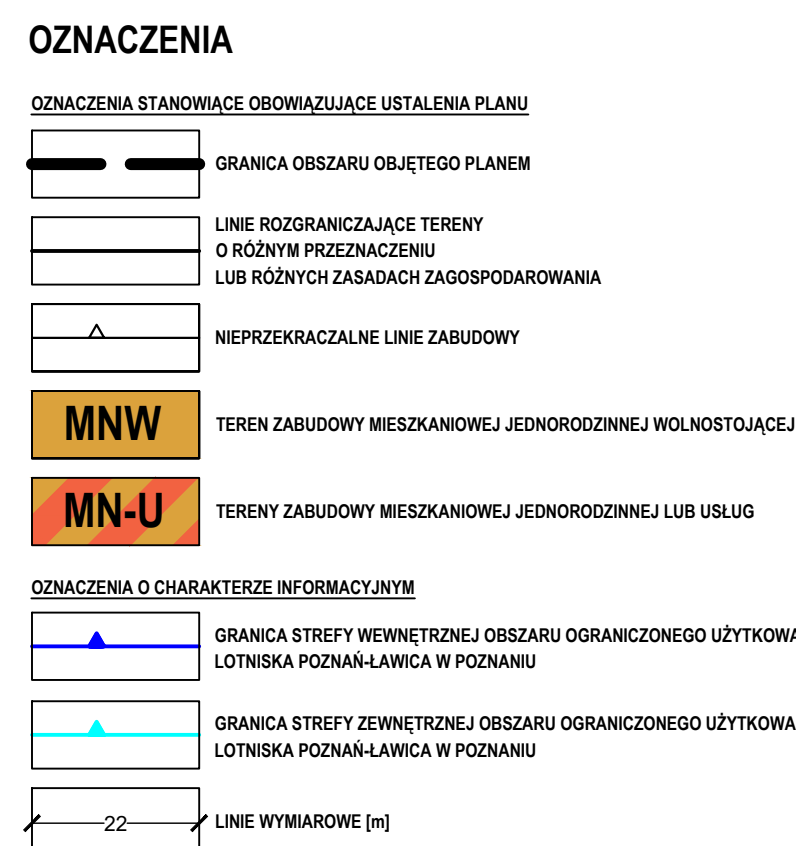 OZNACZENIA
OZNACZENIA STANOWIĄCE OBOWIĄZUJĄCE USTALENIA PLANU
GRANICA OBSZARU OBJĘTEGO PLANEM
LINIE ROZGRANICZAJĄCE TERENY
O RÓŻNYM PRZEZNACZENIU
LUB RÓŻNYCH ZASADACH ZAGOSPODAROWANIA
NIEPRZEKRACZALNE LINIE ZABUDOWY
MNW TEREN ZABUDOWY MIESZKANIOWEJ JEDNORODZINNEJ WOLNOSTOJĄCEJ
MN-U TERENY ZABUDOWY MIESZKANIOWEJ JEDNORODZINNEJ LUB USŁUG
OZNACZENIA O CHARAKTERZE INFORMACYJNYM
GRANICA STREFY WEWNĘTRZNEJ OBSZARU OGRANICZONEGO UŻYTKOWA
LOTNISKA POZNAŃ-ŁAWICA W POZNANIU
GRANICA STREFY ZEWNĘTRZNEJ OBSZARU OGRANICZONEGO UŻYTKOWA
LOTNISKA POZNAŃ-ŁAWICA W POZNANIU
22 LINIE WYMIAROWE [m]